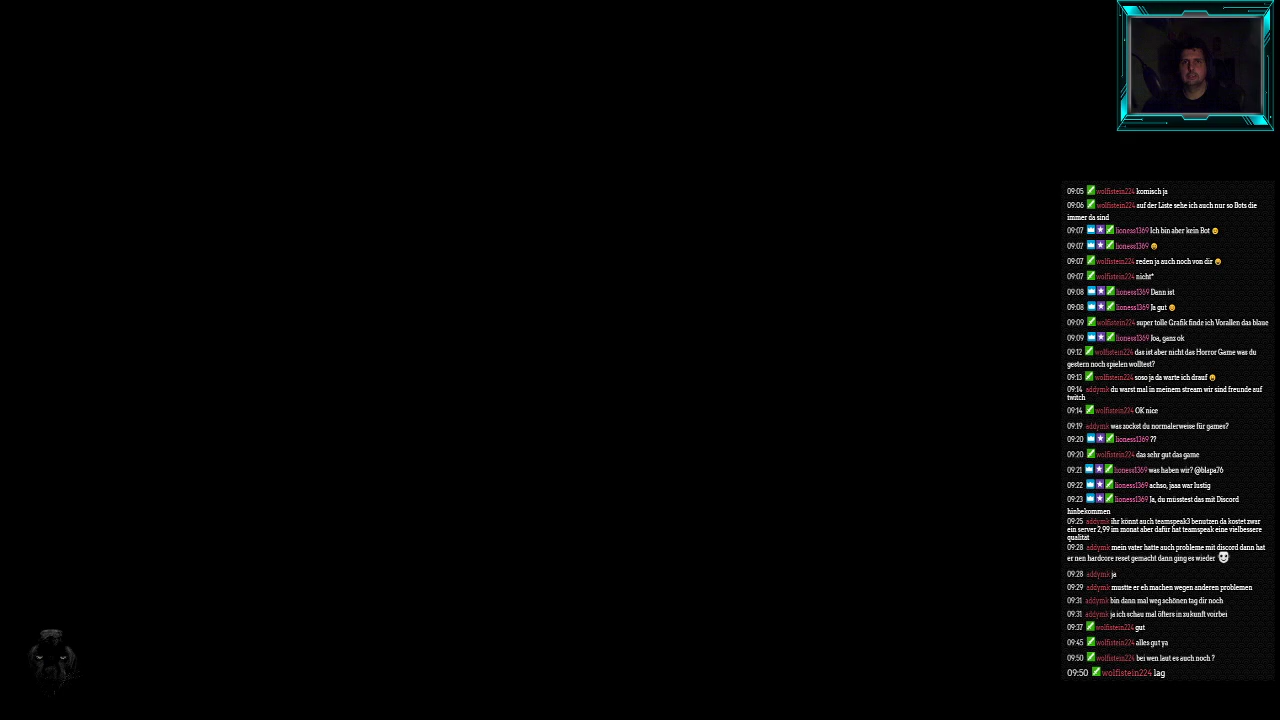 09:05 wolfistein224 komisch ja
09:06 wolfistein224 auf der Liste sehe ich auch nur so Bots die
immer da sind
09:07 lioness1369 Ich bin aber kein Bot
09:07 lioness1369
09:07 wolfistein224 reden ja auch noch von dir
09:07 wolfistein224 nicht*
09:08 lioness1369 Dann ist
09:08 lioness1369 Ja gut
09:09 wolfistein224 super tolle Grafik finde ich Vorallen das blaue
09:09 lioness1369 Joa, ganz ok
09:12 wolfistein224 das ist aber nicht das Horror Game was du
gestern noch spielen wolltest?
09:13 wolfistein224 soso ja da warte ich drauf
09:14 addymk du warst mal in meinem stream wir sind freunde auf
twitch
09:14 wolfistein224 OK nice
09:19 addymk was zockst du normalerweise für games?
09:20 lioness1369 ??
09:20 wolfistein224 das sehr gut das game
09:21 lioness1369 was haben wir? @blapa76
09:22 lioness1369 achso, jaaa war lustig
09:23 lioness1369 Ja, du müsstest das mit Discord
hinbekommen
09:25 addymk ihr könnt auch teamspeak3 benutzen da kostet zwar
ein server 2,99 im monat aber dafür hat teamspeak eine vielbessere
qualität
09:28 addymk mein vater hatte auch probleme mit discord dann hat
er nen hardcore reset gemacht dann ging es wieder
09:28 addymk ja
09:29 addymk mustte er eh machen wegen anderen problemen
09:31 addymk bin dann mal weg schönen tag dir noch
09:31 addymk ja ich schau mal öfters in zukunft voirbei
09:37 wolfistein224 gut
09:45 wolfistein224 alles gut ya
09:50 wolfistein224 bei wen laut es auch noch ?
09:50 wolfistein224 lag